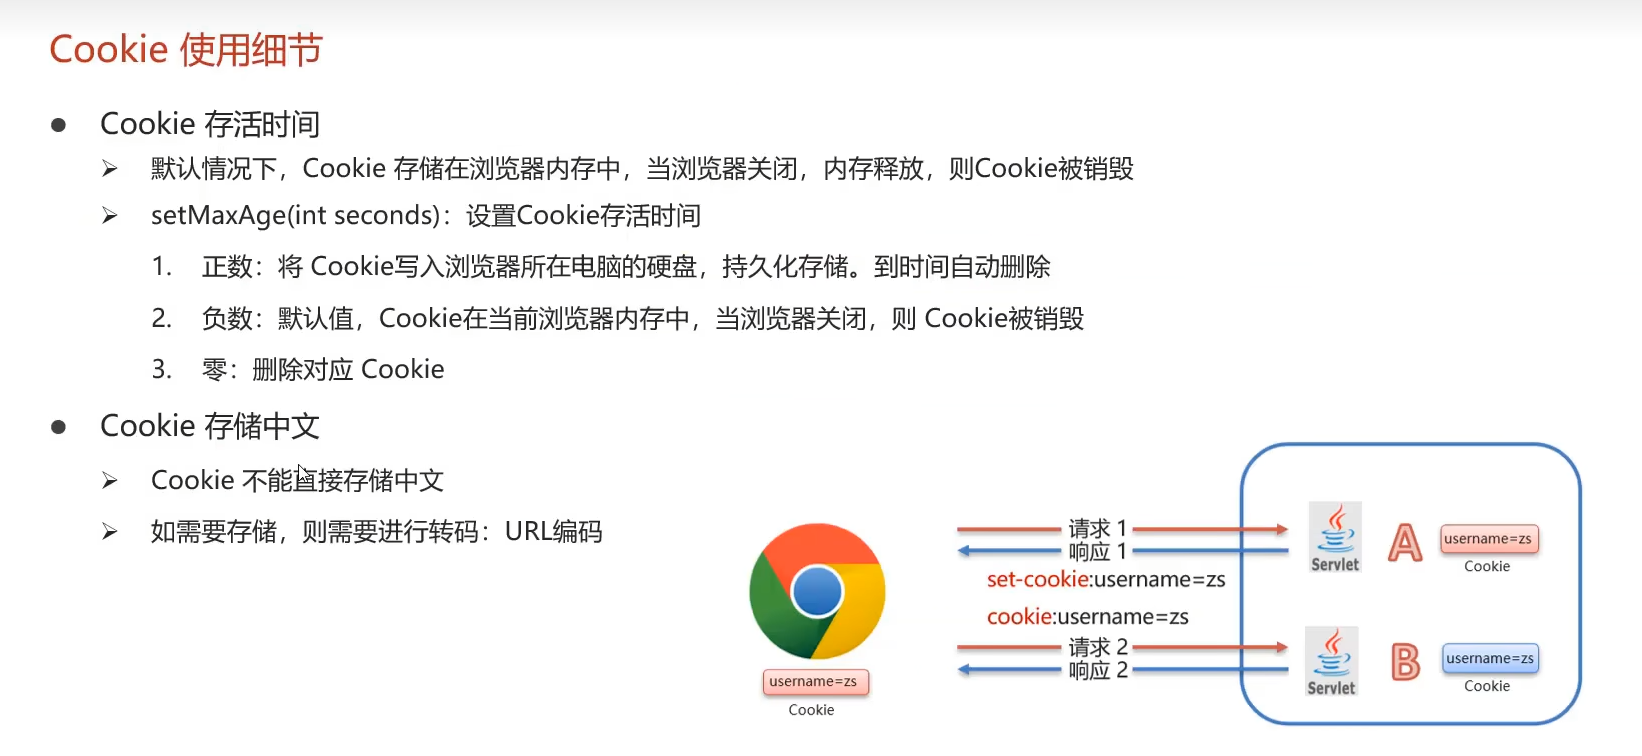 Cookie 使用细节
● Cookie 存活时间
➢ 默认情况下，Cookie 存储在浏览器内存中，当浏览器关闭，内存释放，则Cookie被销毁
➢ setMaxAge(int seconds)：设置Cookie存活时间
1. 正数：将 Cookie写入浏览器所在电脑的硬盘，持久化存储。到时间自动删除
2. 负数：默认值，Cookie在当前浏览器内存中，当浏览器关闭，则 Cookie被销毁
3. 零：删除对应 Cookie
● Cookie 存储中文
➢ Cookie 不能直接存储中文
➢ 如需要存储，则需要进行转码：URL编码
请求 1
响应 1
set-cookie:username=zs
cookie:username=zs
请求 2
响应 2
username=zs
Cookie
Servlet
A
username=zs
Cookie
Servlet
B
username=zs
Cookie